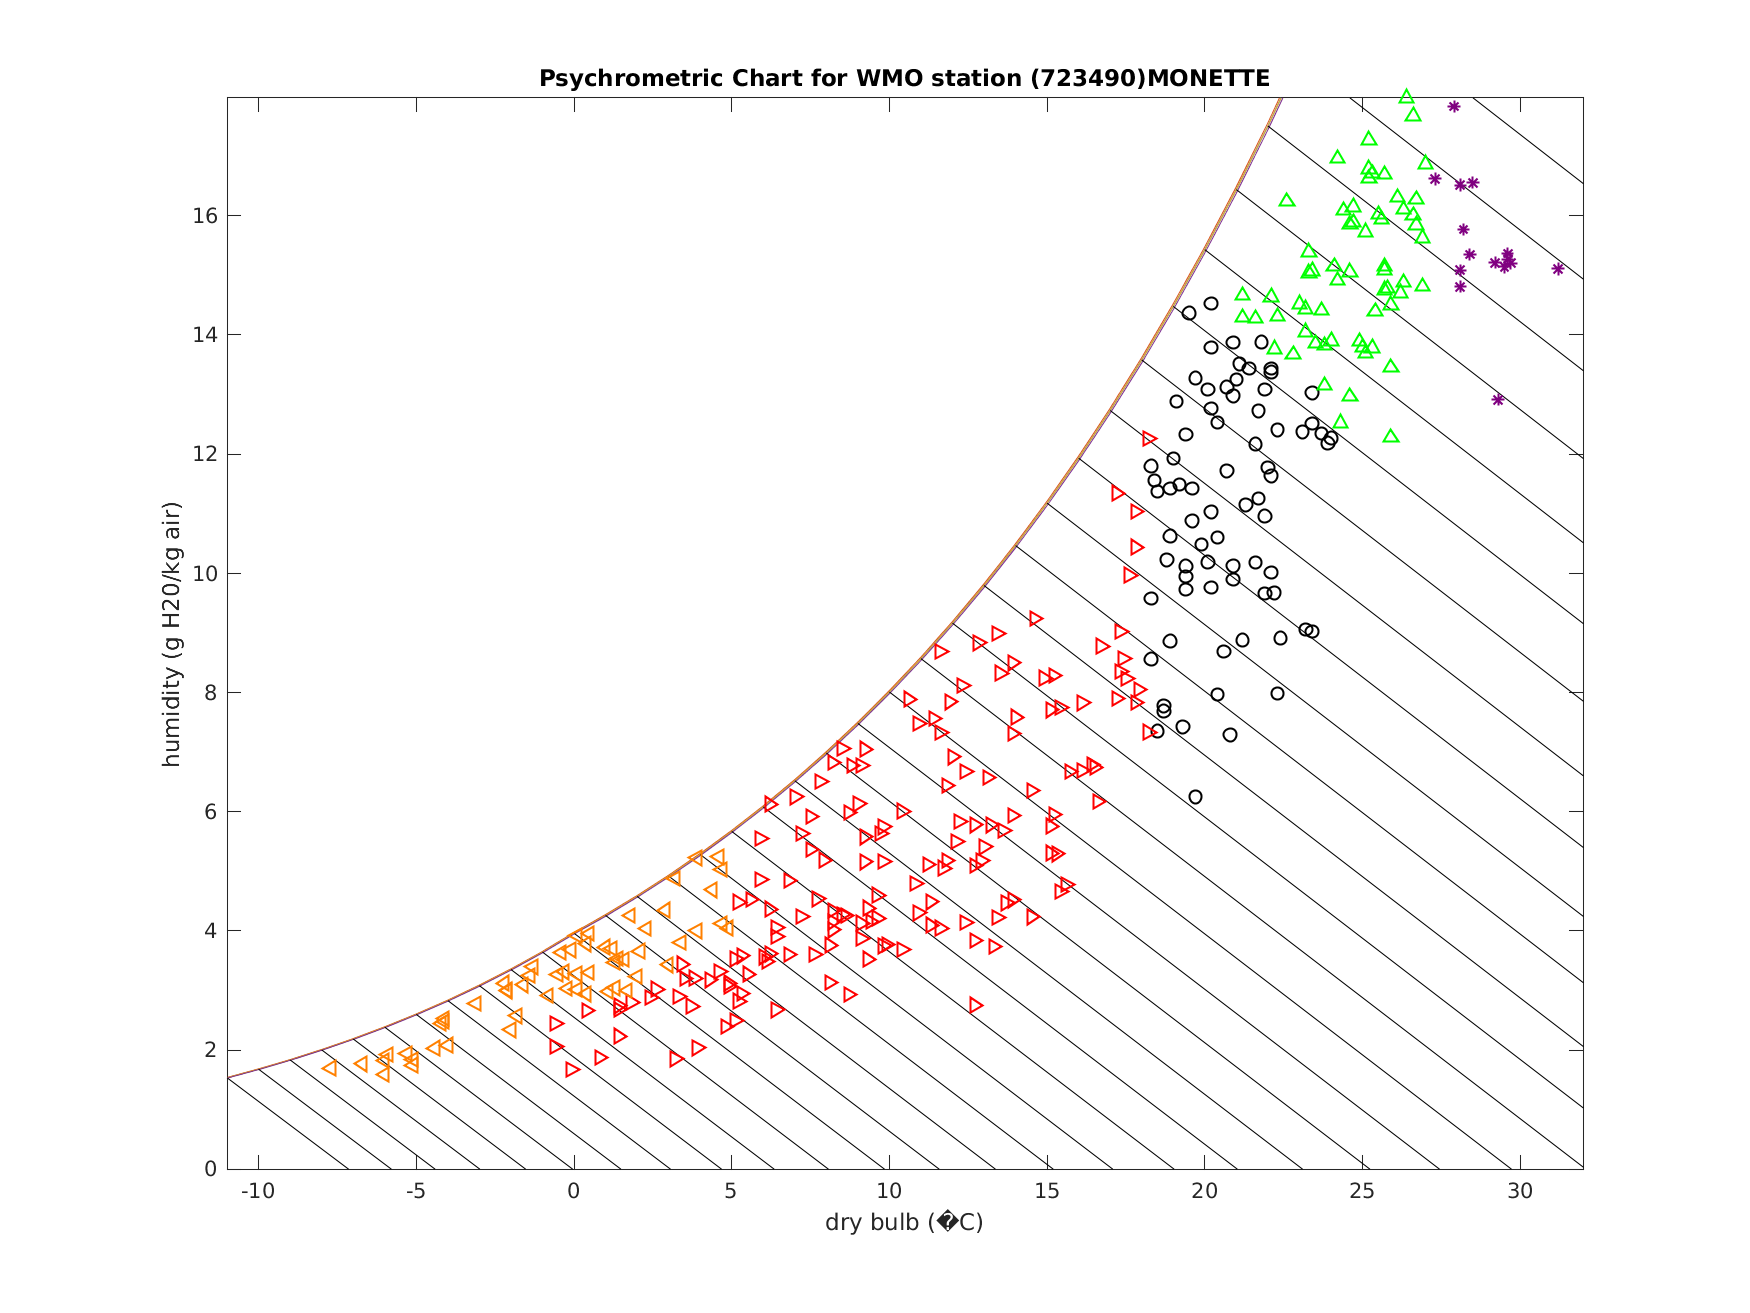 Psychrometric Chart for WMO station (723490)MONETTE
humidity (g H20/kg air)
16
14
12
10
8
6
4
2
0
-10 -5 0 5 10 15 20 25 30
dry bulb (�C)